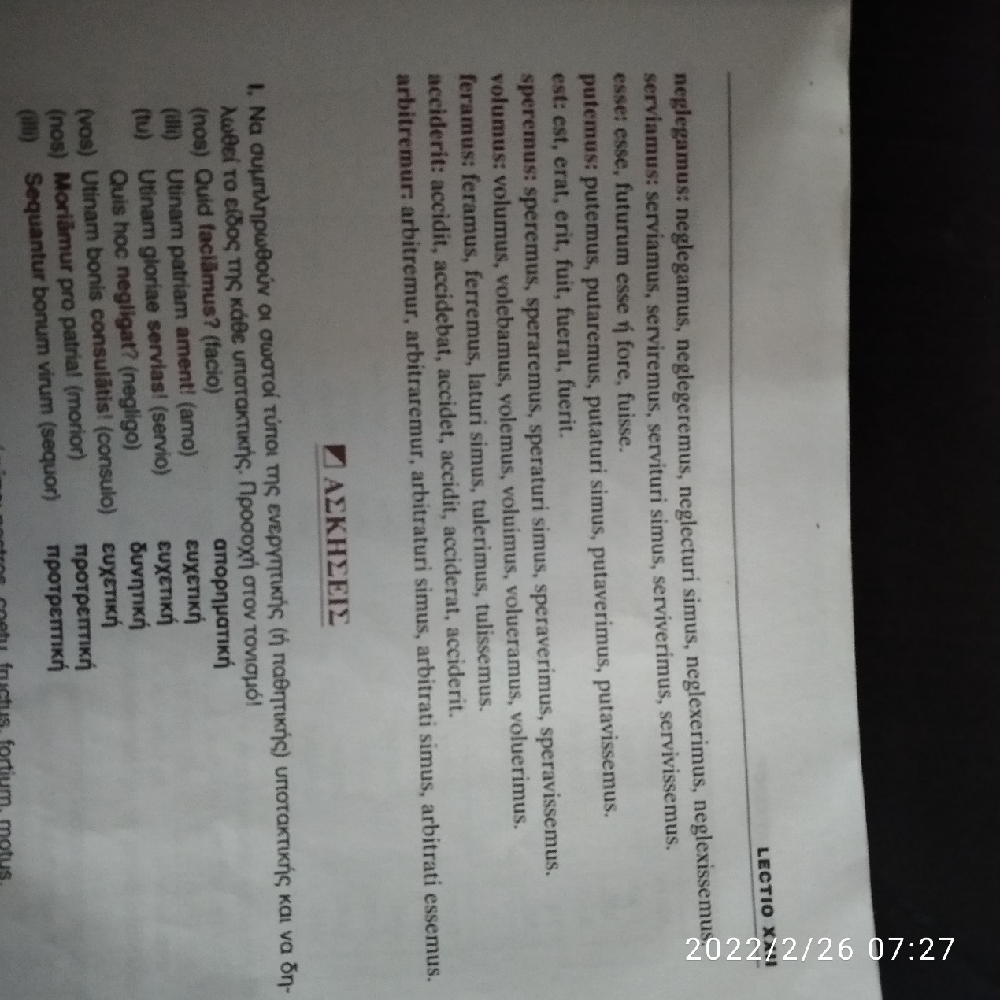 LECTIO XXII
neglegamus: neglegamus, neglegeremus, neglecturi simus, neglexerimus, neglexissemus
serviamus: serviamus, serviremus, servituri simus, serviverimus, servivissemus.
esse: esse, futurum esse ή fore, fuisse.
putemus: putemus, putaremus, putaturi simus, putaverimus, putavissemus.
est: est, erat, erit, fuit, fuerat, fuerit.
speremus: speremus, speraremus, speraturi simus, speraverimus, speravissemus.
volumus: volumus, volebamus, volemus, voluimus, volueramus, voluerimus.
feramus: feramus, ferremus, laturi simus, tulerimus, tulissemus.
acciderit: accidit, accidebat, accidet, accidit, acciderat, acciderit.
arbitremur: arbitremur, arbitraremur, arbitraturi simus, arbitrati simus, arbitrati essemus.
ΑΣΚΗΣΕΙΣ
I. Να συμπληρωθούν οι σωστοί τύποι της ενεργητικής (ή παθητικής) υποτακτικής και να δη-
λωθεί το είδος της κάθε υποτακτικής. Προσοχή στον τονισμό!
(nos) Quid faciāmus? (facio) απορηματική
(illi) Utinam patriam ament! (amo) ευχετική
(tu) Utinam gloriae servias! (servio) ευχετική
Quis hoc negligat? (negligo) δυνητική
(vos) Utinam bonis consulātis! (consulo) ευχετική
(nos) Moriāmur pro patria! (morior) προτρεπτική
(illi) Sequantur bonum virum (sequor) προτρεπτική
coetu, fructus, fortium, motus,
2022/2/26 07:27